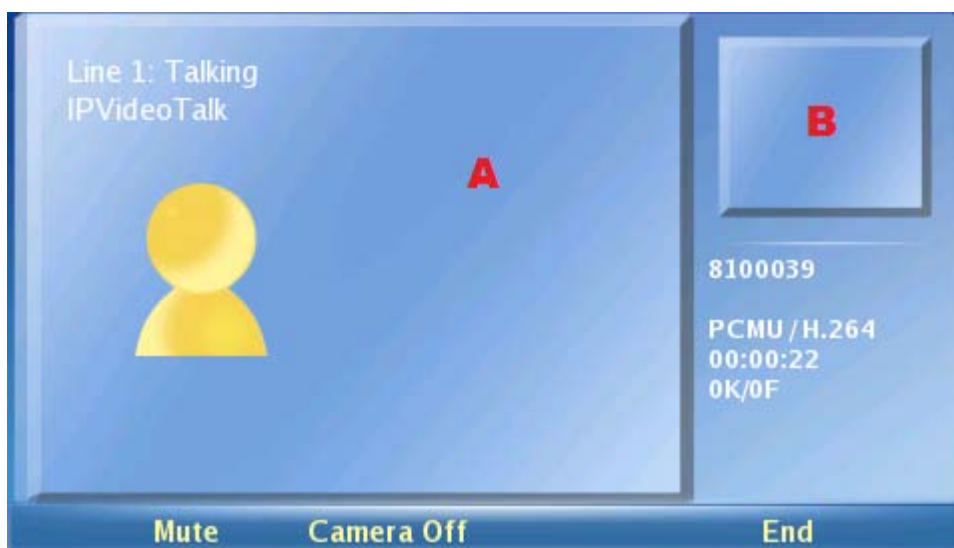 Line 1: Talking
IPVideoTalk
A
B
8100039
PCMU / H.264
00:00:22
0K/0F
Mute Camera Off End